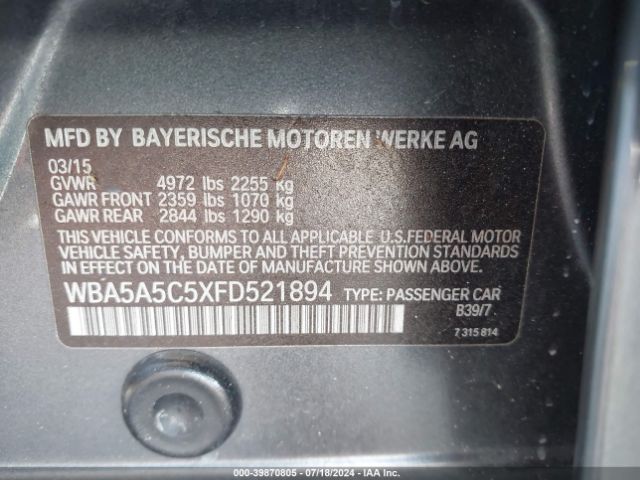 MFD BY BAYERISCHE MOTOREN WERKE AG
03/15
GVWR 4972 lbs 2255 kg
GAWR FRONT 2359 lbs 1070 kg
GAWR REAR 2844 lbs 1290 kg
THIS VEHICLE CONFORMS TO ALL APPLICABLE U.S.FEDERAL MOTOR
VEHICLE SAFETY, BUMPER AND THEFT PREVENTION STANDARDS
IN EFFECT ON THE DATE OF MANUFACTURE SHOWN ABOVE.
WBA5A5C5XFD521894 TYPE: PASSENGER CAR
B39/7
7 315 814
000-39870805 - 07/18/2024 - IAA Inc.